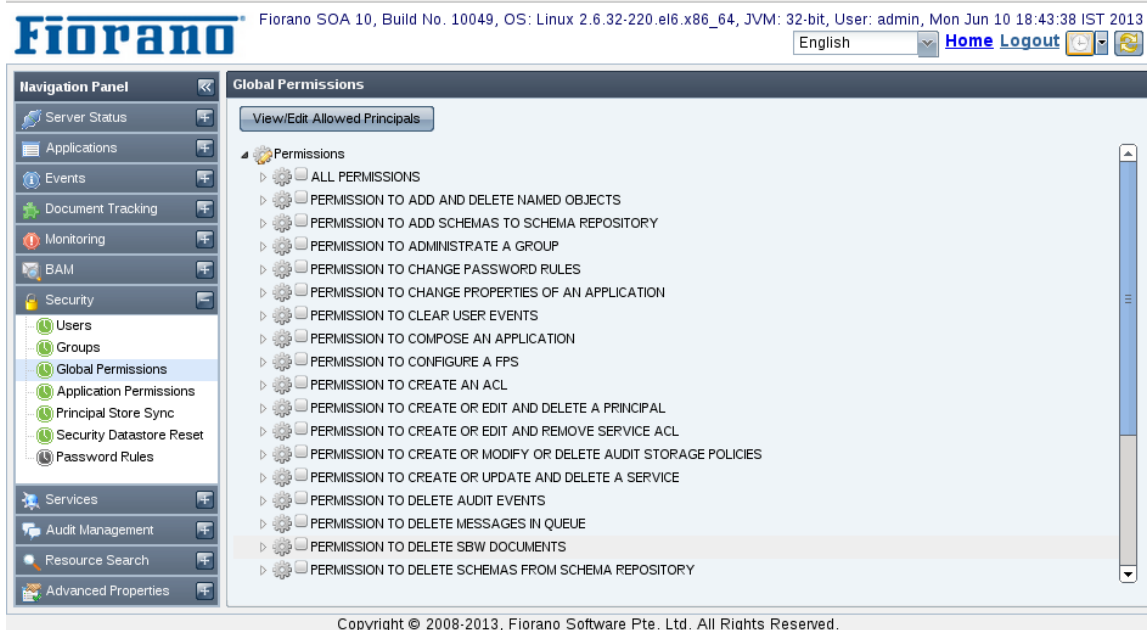 Fiorano
Fiorano SOA 10, Build No. 10049, OS: Linux 2.6.32-220.el6.x86_64, JVM: 32-bit, User: admin, Mon Jun 10 18:43:38 IST 2013
English Home Logout
Navigation Panel
Server Status
Applications
Events
Document Tracking
Monitoring
BAM
Security
Users
Groups
Global Permissions
Application Permissions
Principal Store Sync
Security Datastore Reset
Password Rules
Services
Audit Management
Resource Search
Advanced Properties
Global Permissions
View/Edit Allowed Principals
Permissions
ALL PERMISSIONS
PERMISSION TO ADD AND DELETE NAMED OBJECTS
PERMISSION TO ADD SCHEMAS TO SCHEMA REPOSITORY
PERMISSION TO ADMINISTRATE A GROUP
PERMISSION TO CHANGE PASSWORD RULES
PERMISSION TO CHANGE PROPERTIES OF AN APPLICATION
PERMISSION TO CLEAR USER EVENTS
PERMISSION TO COMPOSE AN APPLICATION
PERMISSION TO CONFIGURE A FPS
PERMISSION TO CREATE AN ACL
PERMISSION TO CREATE OR EDIT AND DELETE A PRINCIPAL
PERMISSION TO CREATE OR EDIT AND REMOVE SERVICE ACL
PERMISSION TO CREATE OR MODIFY OR DELETE AUDIT STORAGE POLICIES
PERMISSION TO CREATE OR UPDATE AND DELETE A SERVICE
PERMISSION TO DELETE AUDIT EVENTS
PERMISSION TO DELETE MESSAGES IN QUEUE
PERMISSION TO DELETE SBW DOCUMENTS
PERMISSION TO DELETE SCHEMAS FROM SCHEMA REPOSITORY
Copyright © 2008-2013, Fiorano Software Pte. Ltd. All Rights Reserved.